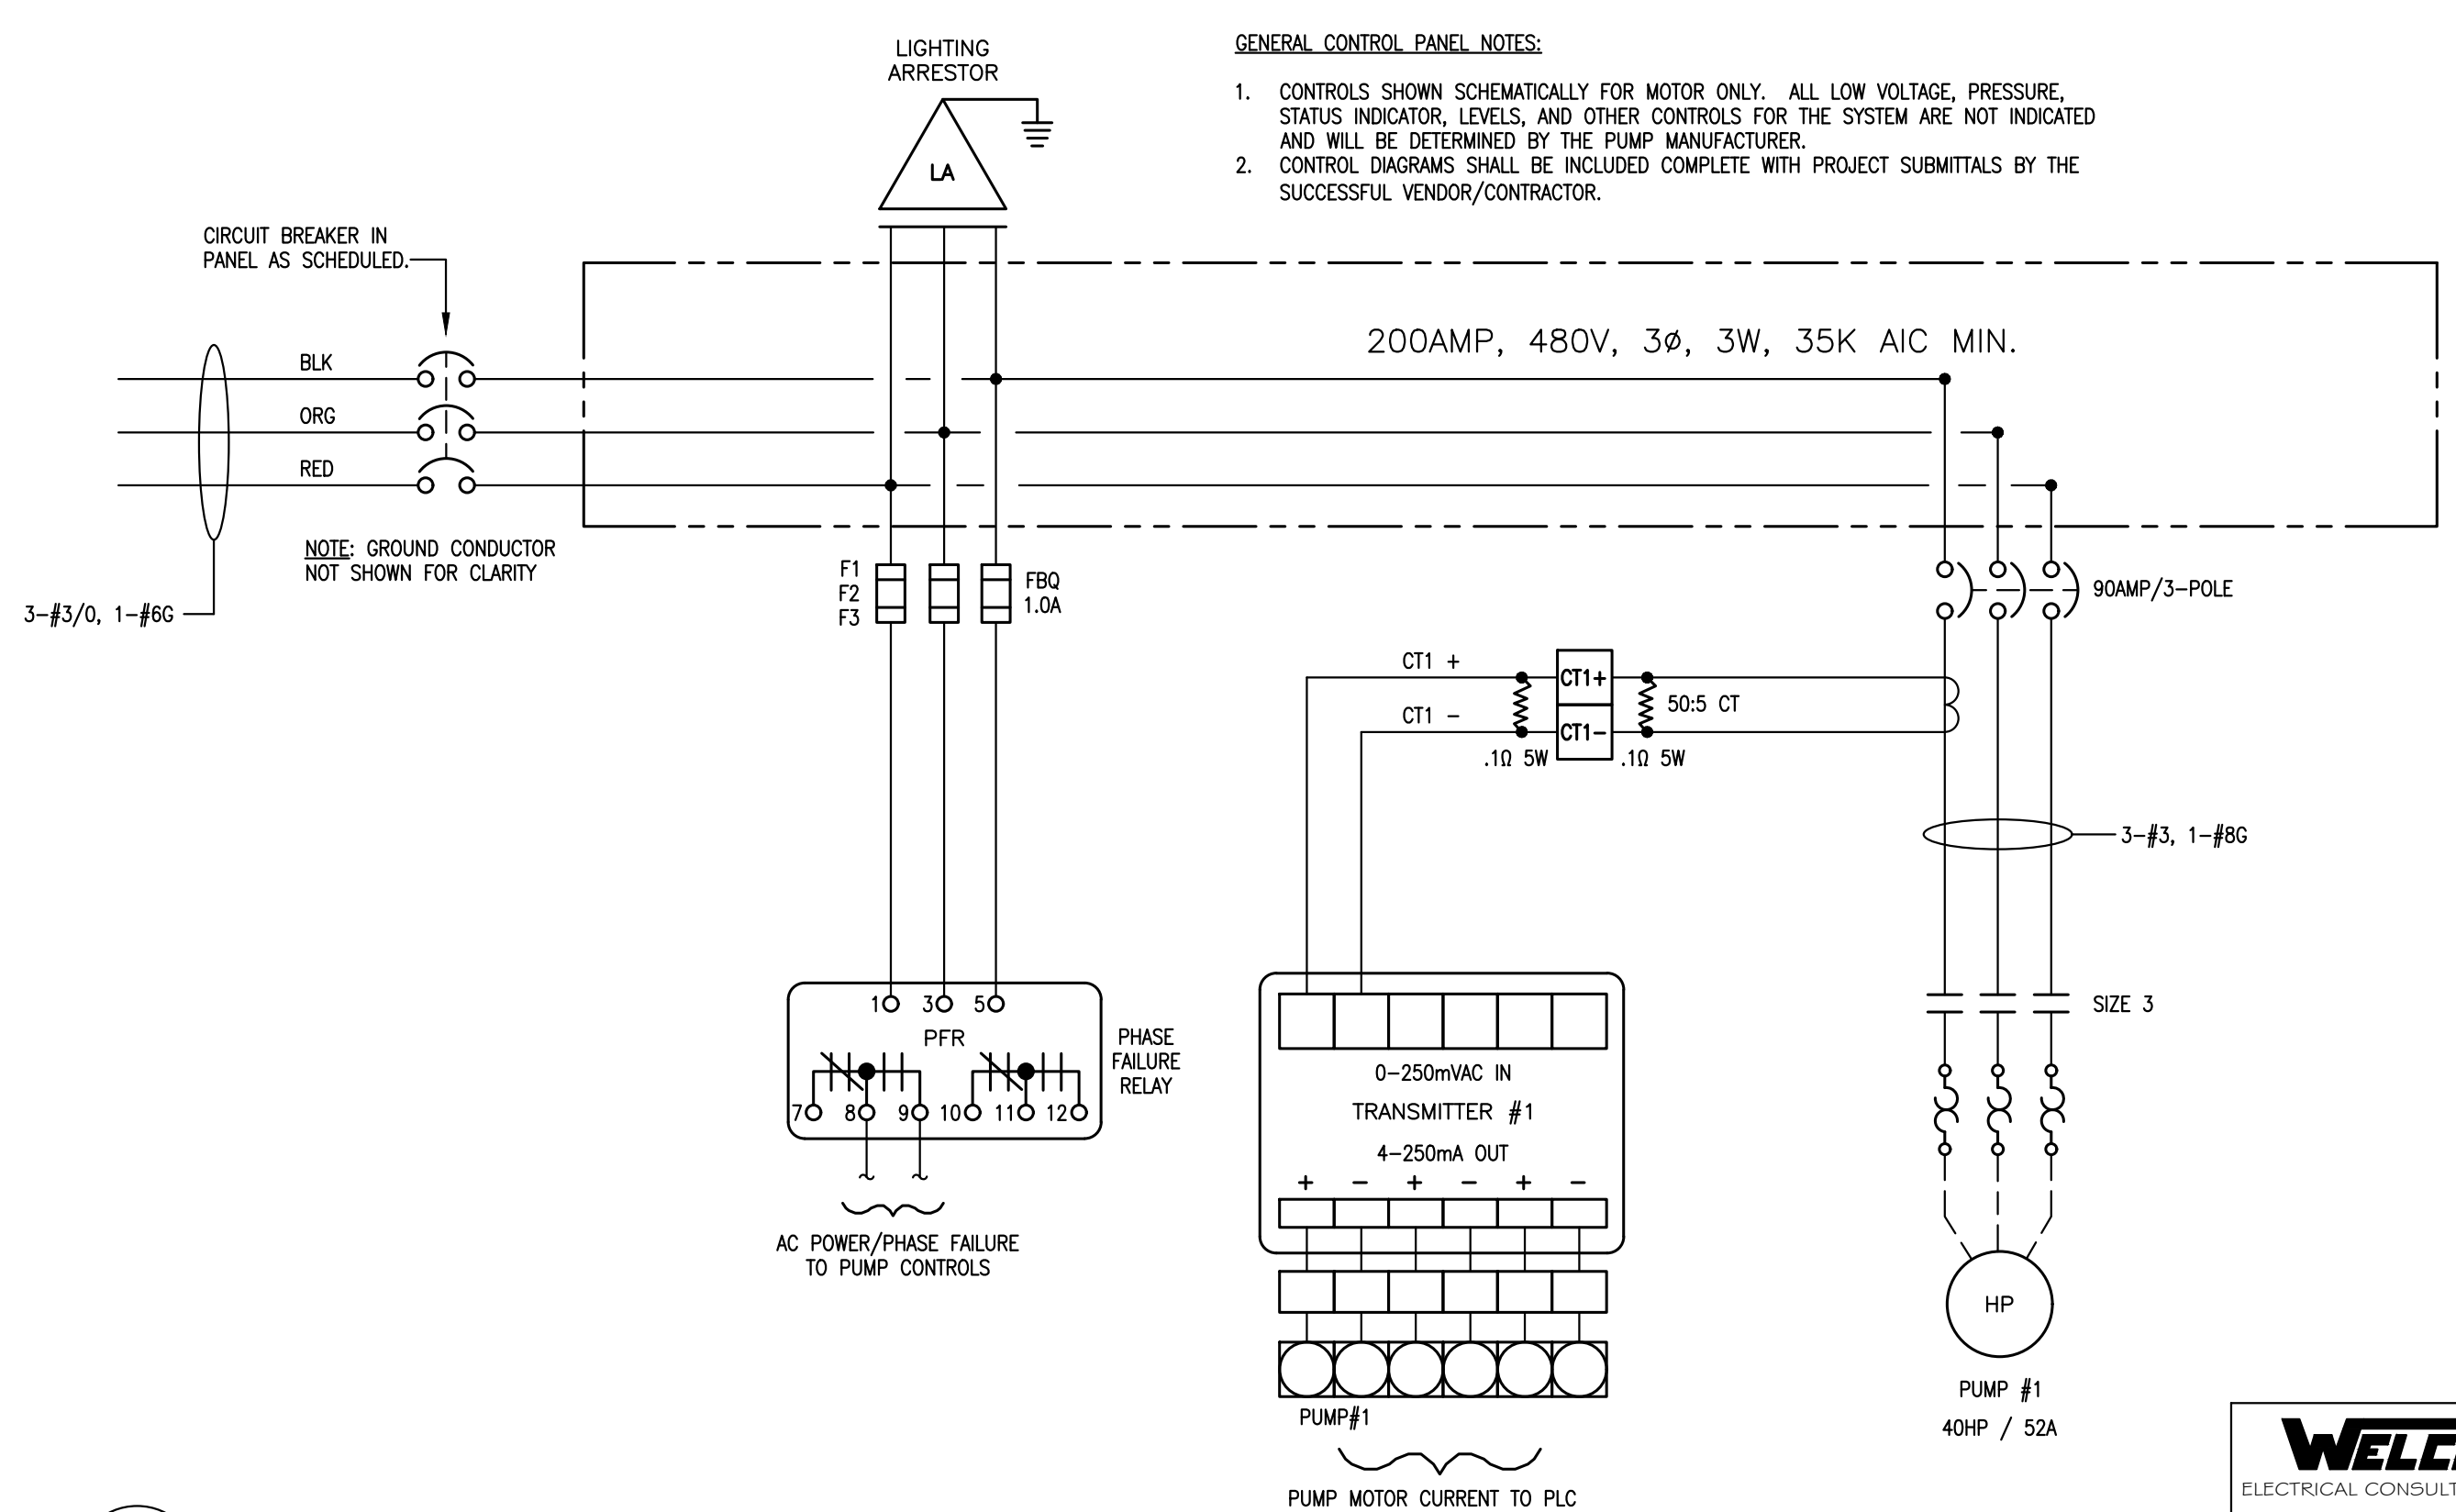 LIGHTING
ARRESTOR
LA
GENERAL CONTROL PANEL NOTES:
1. CONTROLS SHOWN SCHEMATICALLY FOR MOTOR ONLY. ALL LOW VOLTAGE, PRESSURE,
STATUS INDICATOR, LEVELS, AND OTHER CONTROLS FOR THE SYSTEM ARE NOT INDICATED
AND WILL BE DETERMINED BY THE PUMP MANUFACTURER.
2. CONTROL DIAGRAMS SHALL BE INCLUDED COMPLETE WITH PROJECT SUBMITTALS BY THE
SUCCESSFUL VENDOR/CONTRACTOR.
CIRCUIT BREAKER IN
PANEL AS SCHEDULED.
200AMP, 480V, 3ø, 3W, 35K AIC MIN.
BLK
ORG
RED
NOTE: GROUND CONDUCTOR
NOT SHOWN FOR CLARITY
3-#3/0, 1-#6G
F1
F2
F3
FBQ
1.0A
90AMP/3-POLE
CT1 +
CT1 -
CT1+
CT1-
50:5 CT
.1Ω 5W
.1Ω 5W
3-#3, 1-#8G
1 3 5
PFR
7 8 9 10 11 12
PHASE
FAILURE
RELAY
AC POWER/PHASE FAILURE
TO PUMP CONTROLS
0-250mVAC IN
TRANSMITTER #1
4-250mA OUT
+ - + - + -
PUMP#1
PUMP MOTOR CURRENT TO PLC
SIZE 3
HP
PUMP #1
40HP / 52A
ELECTRICAL